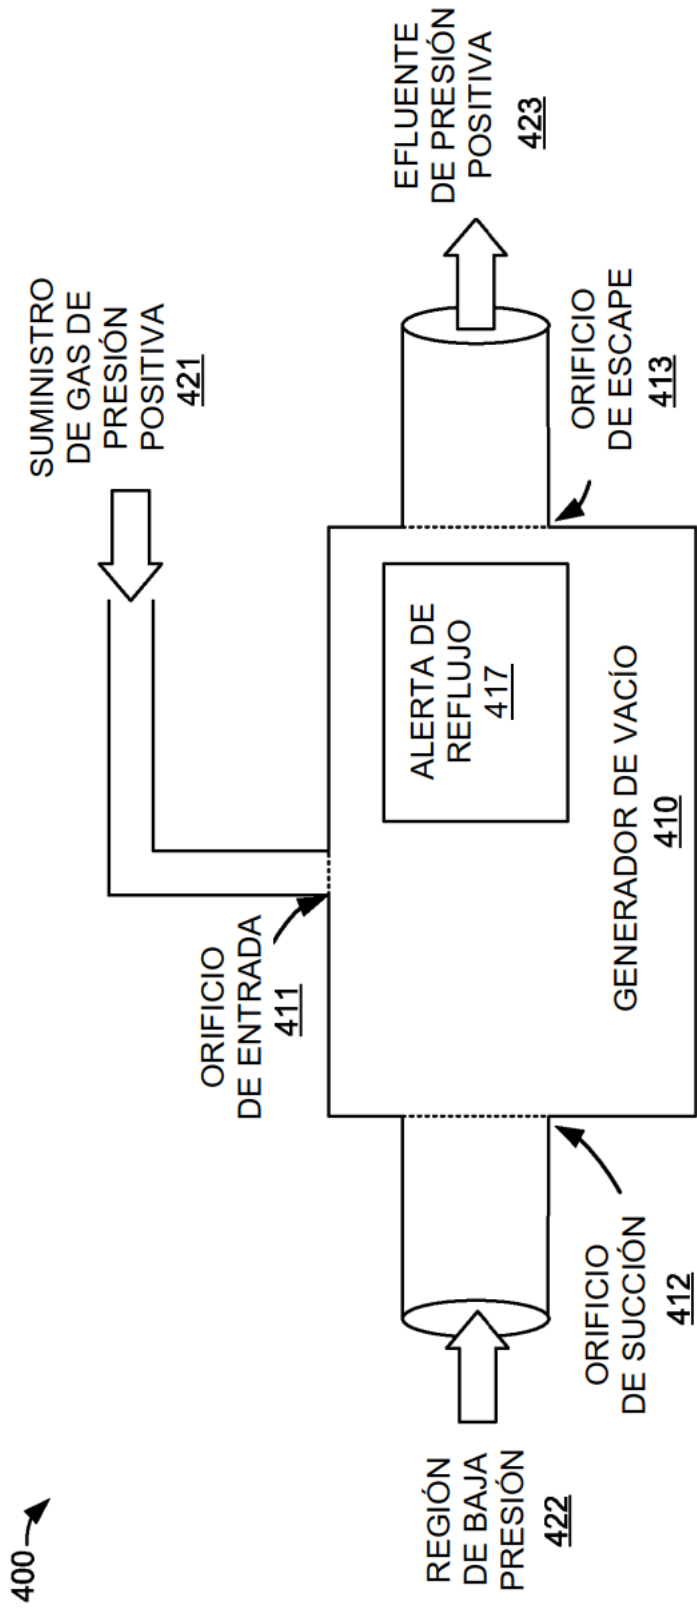 400
SUMINISTRO
DE GAS DE
PRESIÓN
POSITIVA
421
EFLUENTE
DE PRESIÓN
POSITIVA
423
ORIFICIO
DE ENTRADA
411
ALERTA DE
REFLUJO
417
GENERADOR DE VACÍO
410
REGIÓN
DE BAJA
PRESIÓN
422
ORIFICIO
DE SUCCIÓN
412
ORIFICIO
DE ESCAPE
413